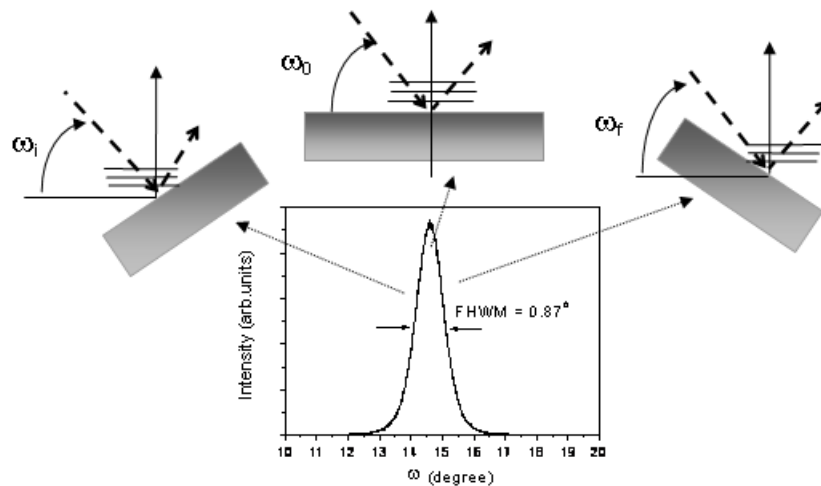 ω₀
ωᵢ
ω_f
Intensity (arb.units)
FHWM = 0.87°
10 11 12 13 14 15 16 17 18 19 20
ω (degree)